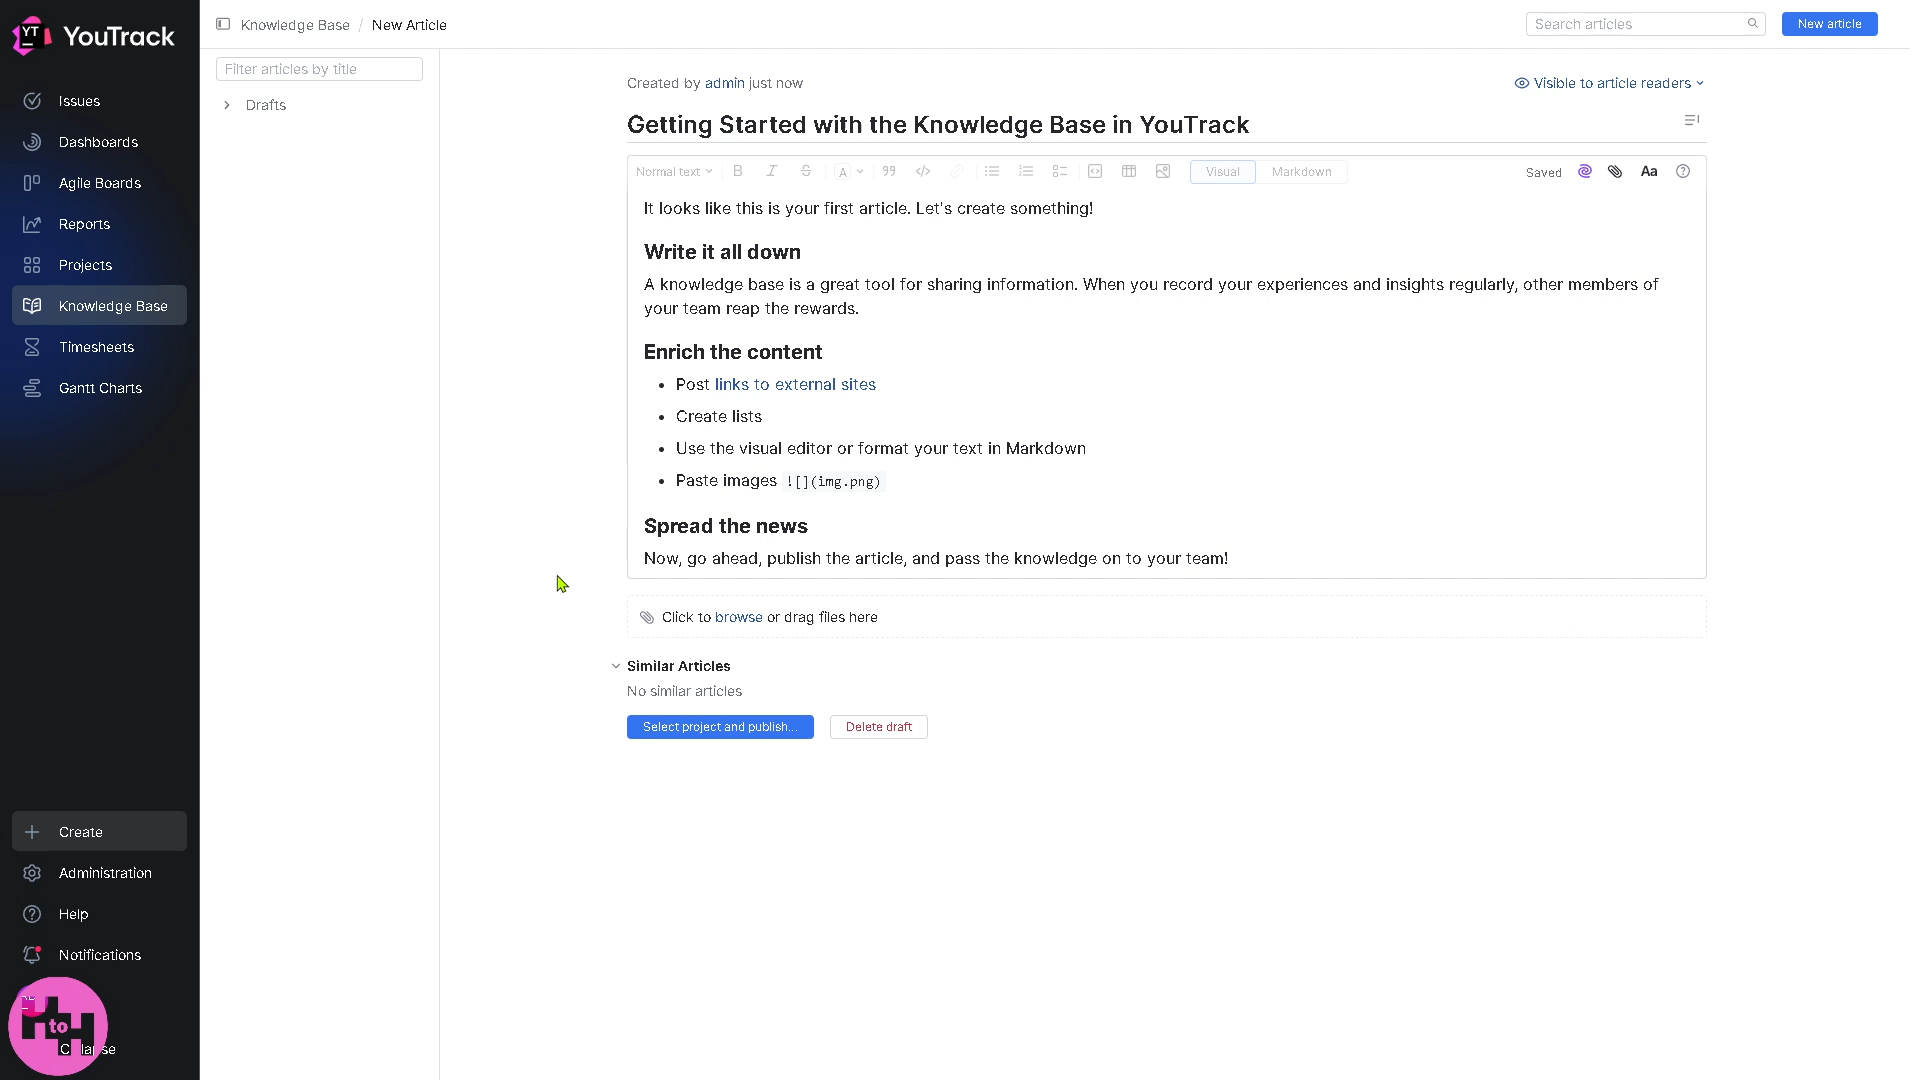 YT YouTrack
Issues
Dashboards
Agile Boards
Reports
Projects
Knowledge Base
Timesheets
Gantt Charts
Create
Administration
Help
Notifications
H to H
Knowledge Base / New Article
Search articles
New article
Filter articles by title
Drafts
Created by admin just now
Visible to article readers
Getting Started with the Knowledge Base in YouTrack
Normal text B I S A 99 </> Visual Markdown Saved Aa ?
It looks like this is your first article. Let's create something!
Write it all down
A knowledge base is a great tool for sharing information. When you record your experiences and insights regularly, other members of
your team reap the rewards.
Enrich the content
• Post links to external sites
• Create lists
• Use the visual editor or format your text in Markdown
• Paste images ![](img.png)
Spread the news
Now, go ahead, publish the article, and pass the knowledge on to your team!
Click to browse or drag files here
Similar Articles
No similar articles
Select project and publish...
Delete draft